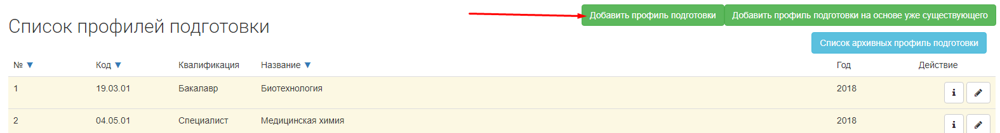 Добавить профиль подготовки Добавить профиль подготовки на основе уже существующего
Список профилей подготовки
Список архивных профиль подготовки
№ ▼ Код ▼ Квалификация Название ▼ Год Действие
1 19.03.01 Бакалавр Биотехнология 2018
2 04.05.01 Специалист Медицинская химия 2018